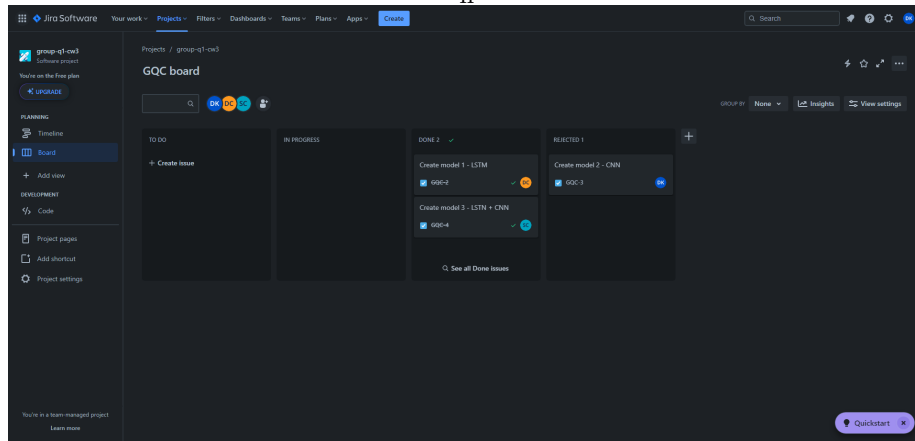 Jira Software Your work Projects Filters Dashboards Teams Plans Apps Create Search DK
group-q1-cw3
Software project
You're on the Free plan
UPGRADE
PLANNING
Timeline
Board
Add view
DEVELOPMENT
Code
Project pages
Add shortcut
Project settings
You're in a team-managed project
Learn more
Projects / group-q1-cw3
GQC board
DK DC SC
GROUP BY None Insights View settings
TO DO
+ Create issue
IN PROGRESS
DONE 2
Create model 1 - LSTM
GQC-2 DC
Create model 3 - LSTN + CNN
GQC-4 SC
See all Done issues
REJECTED 1
Create model 2 - CNN
GQC-3 DK
Quickstart